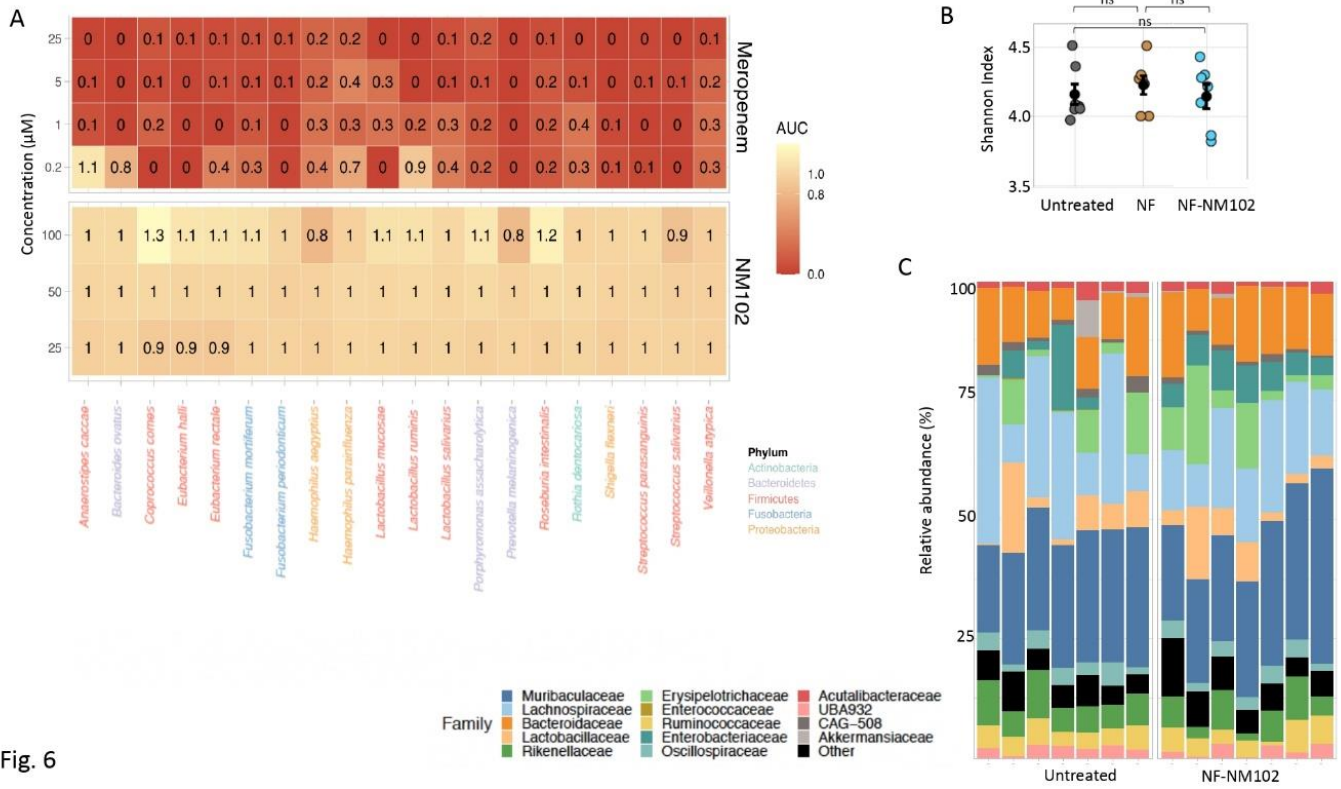 A
25 0 0 0.1 0.1 0.1 0.1 0.1 0.2 0.2 0 0 0.1 0.2 0 0.1 0 0 0 0 0.1
5 0.1 0 0.1 0 0.1 0.1 0.1 0.2 0.4 0.3 0 0.1 0.1 0 0.2 0.1 0 0.1 0.1 0.2
1 0.1 0 0.2 0 0 0.1 0 0.3 0.3 0.3 0.2 0.3 0.2 0 0.2 0.4 0.1 0 0 0.3
0.2 1.1 0.8 0 0 0.4 0.3 0 0.4 0.7 0 0.9 0.4 0.2 0 0.2 0.3 0.1 0.1 0 0.3
Meropenem
100 1 1 1.3 1.1 1.1 1.1 1 0.8 1 1.1 1.1 1 1.1 0.8 1.2 1 1 1 0.9 1
50 1 1 1 1 1 1 1 1 1 1 1 1 1 1 1 1 1 1 1 1
25 1 1 0.9 0.9 0.9 1 1 1 1 1 1 1 1 1 1 1 1 1 1 1
NM102
Concentration (µM)
AUC
1.0
0.8
0.0
Anaerostipes caccae
Bacteroides ovatus
Coprococcus comes
Eubacterium halli
Eubacterium rectale
Fusobacterium mortiferum
Fusobacterium periodonticum
Haemophilus aegyptius
Haemophilus parainfluenza
Lactobacillus mucosae
Lactobacillus ruminis
Lactobacillus salivarius
Porphyromonas assacharolytica
Prevotella melaninogenica
Roseburia intestinalis
Rothia dentocariosa
Shigella flexneri
Streptococcus parasanguinis
Streptococcus salivarius
Veillonella atypica
Phylum
Actinobacteria
Bacteroidetes
Firmicutes
Fusobacteria
Proteobacteria
B
ns ns
ns
Shannon Index
4.5
4.0
3.5
Untreated NF NF-NM102
C
Relative abundance (%)
100
75
50
25
Untreated NF-NM102
Family
Muribaculaceae Erysipelotrichaceae Acutalibacteraceae
Lachnospiraceae Enterococcaceae UBA932
Bacteroidaceae Ruminococcaceae CAG-508
Lactobacillaceae Enterobacteriaceae Akkermansiaceae
Rikenellaceae Oscillospiraceae Other
Fig. 6